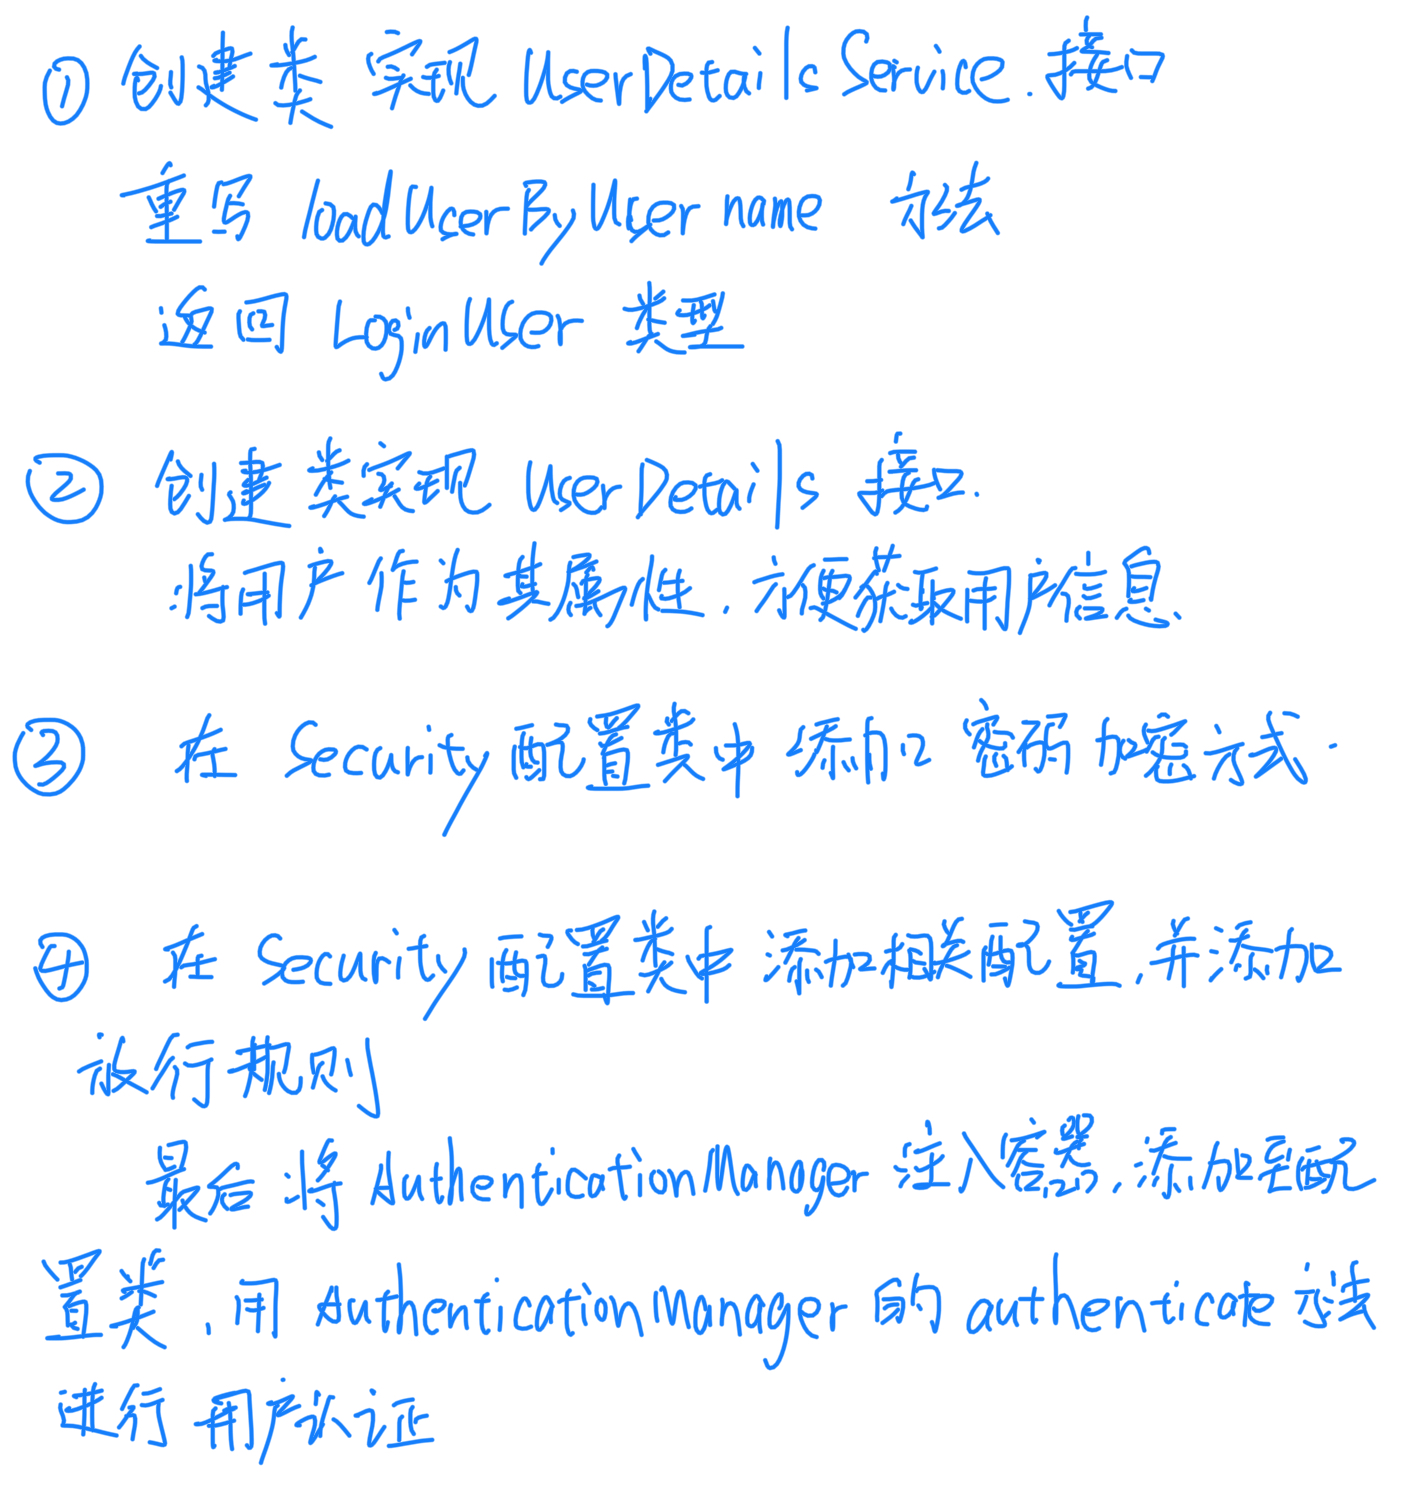 ① 创建类 实现 UserDetailsService.接口
重写 loadUserByUsername 方法
返回 LoginUser 类型
② 创建类实现 UserDetails 接口.
将用户作为其属性,方便获取用户信息.
③ 在 Security 配置类中 添加 密码加密方式.
④ 在 Security 配置类中 添加相关配置,并添加
放行规则
最后将 AuthenticationManager 注入容器,添加至配
置类,用 AuthenticationManager 的 authenticate 方法
进行 用户认证